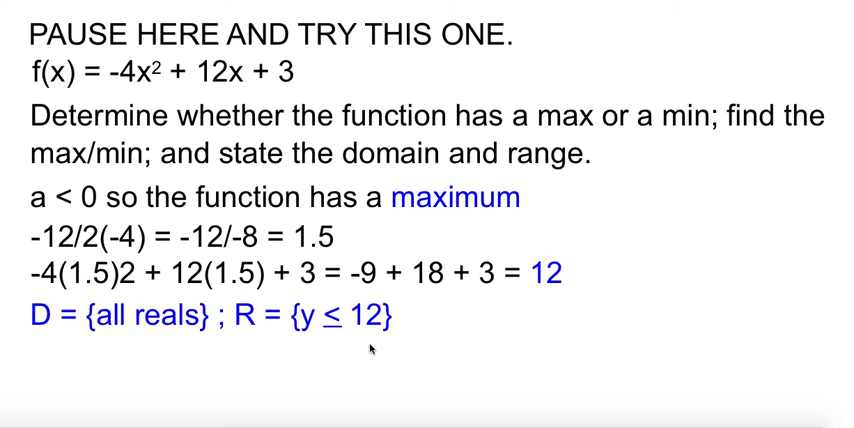 PAUSE HERE AND TRY THIS ONE.
f(x) = -4x² + 12x + 3
Determine whether the function has a max or a min; find the
max/min; and state the domain and range.
a < 0 so the function has a maximum
-12/2(-4) = -12/-8 = 1.5
-4(1.5)2 + 12(1.5) + 3 = -9 + 18 + 3 = 12
D = {all reals} ; R = {y ≤ 12}